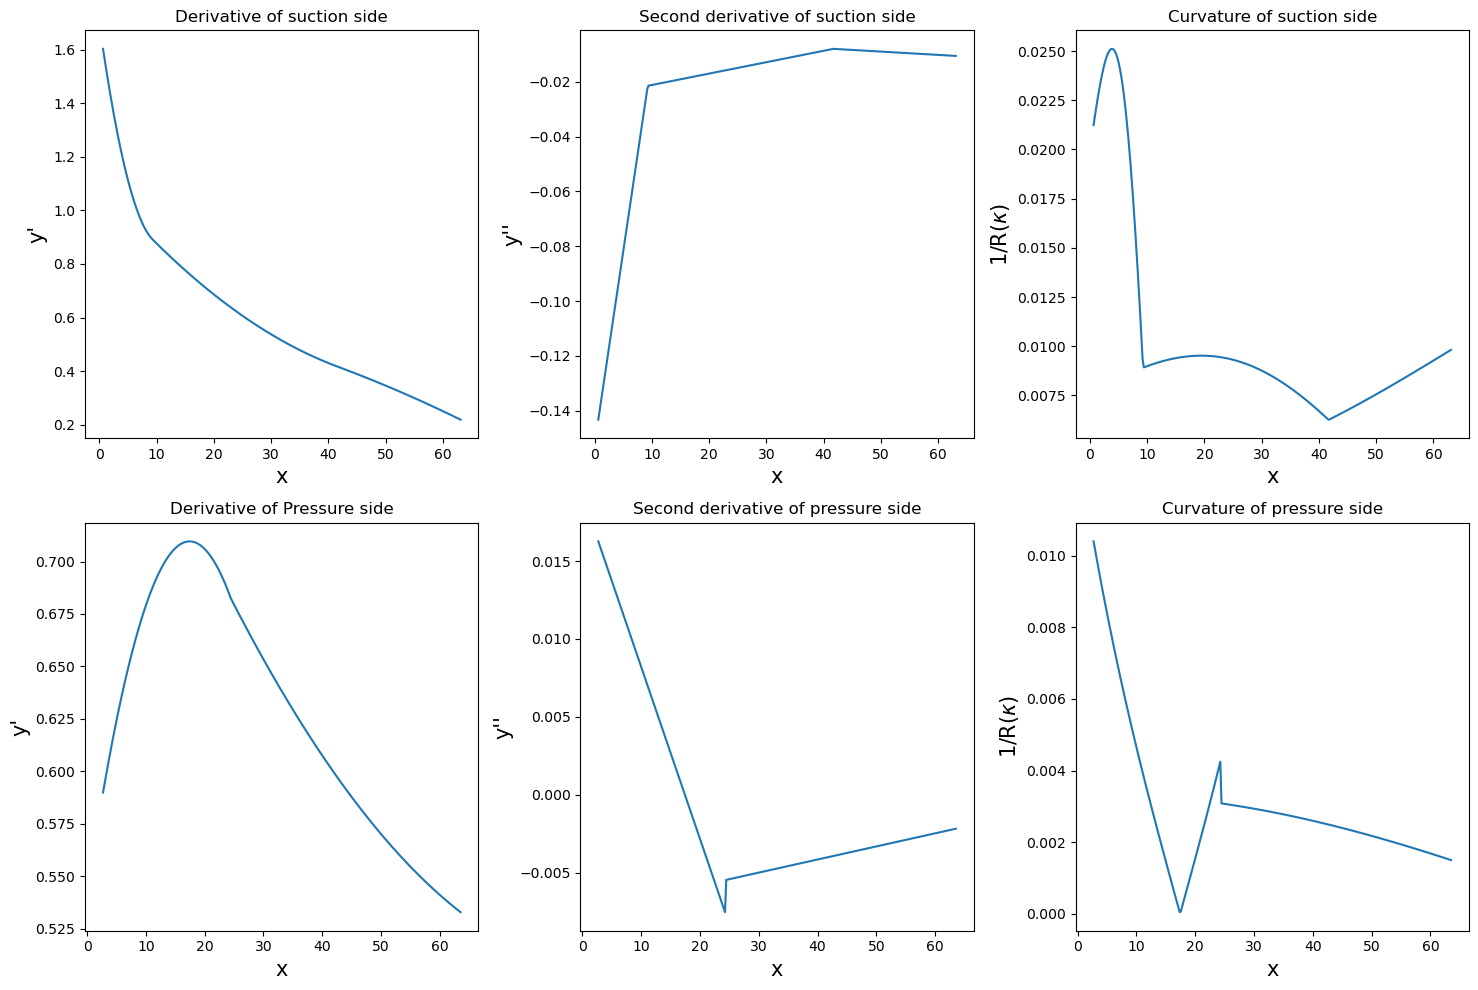 Derivative of suction side
1.6
1.4
1.2
1.0
0.8
0.6
0.4
0.2
y'
0 10 20 30 40 50 60
x
Second derivative of suction side
−0.02
−0.04
−0.06
−0.08
−0.10
−0.12
−0.14
y''
0 10 20 30 40 50 60
x
Curvature of suction side
0.0250
0.0225
0.0200
0.0175
0.0150
0.0125
0.0100
0.0075
1/R(κ)
0 10 20 30 40 50 60
x
Derivative of Pressure side
0.700
0.675
0.650
0.625
0.600
0.575
0.550
0.525
y'
0 10 20 30 40 50 60
x
Second derivative of pressure side
0.015
0.010
0.005
0.000
−0.005
y''
0 10 20 30 40 50 60
x
Curvature of pressure side
0.010
0.008
0.006
0.004
0.002
0.000
1/R(κ)
0 10 20 30 40 50 60
x